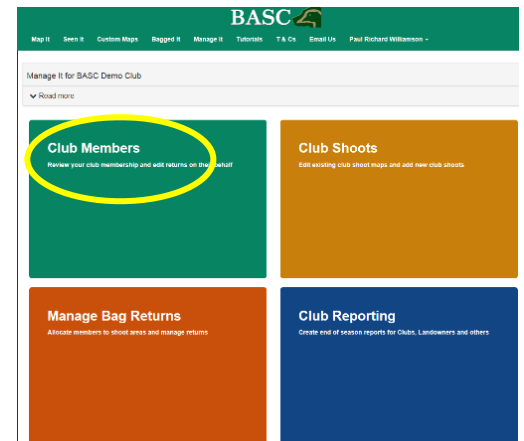 BASC
Map It Seen It Custom Maps Bagged It Manage It Tutorials T & Cs Email Us Paul Richard Williamson
Manage It for BASC Demo Club
Read more
Club Members
Review your club membership and edit returns on their behalf
Club Shoots
Edit existing club shoot maps and add new club shoots.
Manage Bag Returns
Allocate members to shoot areas and manage returns
Club Reporting
Create end of season reports for Clubs, Landowners and others